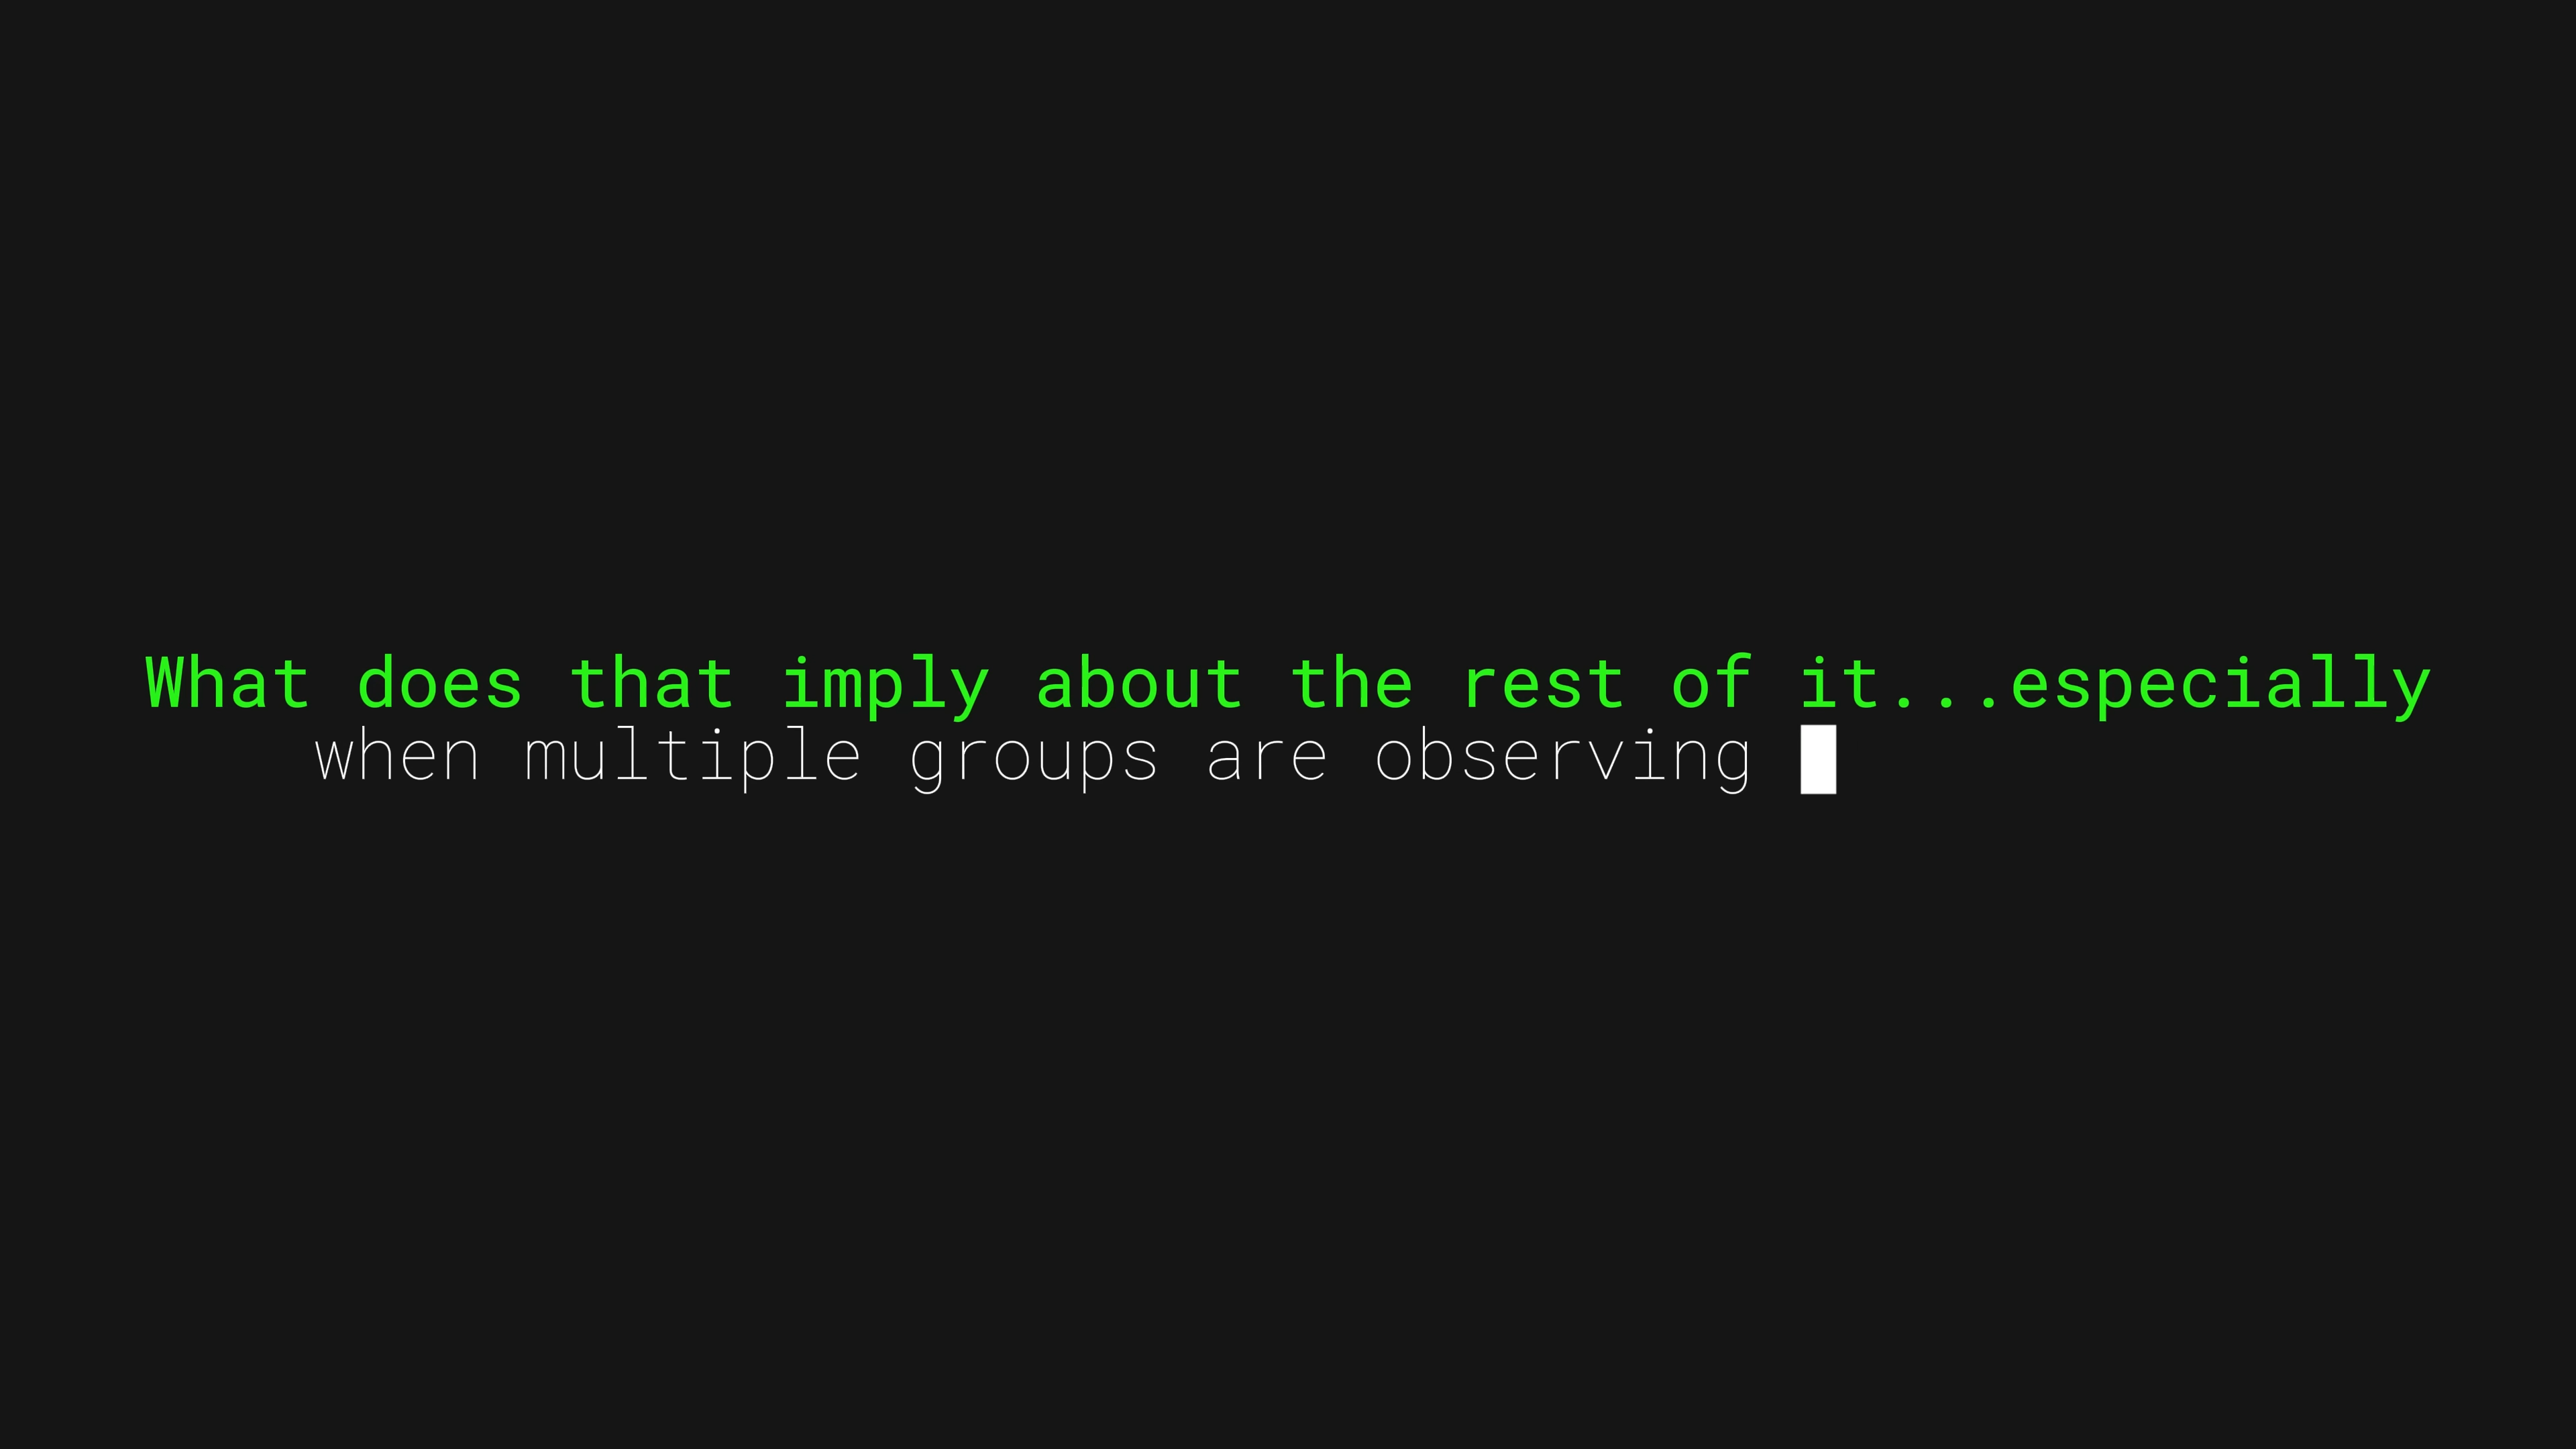 What does that imply about the rest of it...especially
when multiple groups are observing